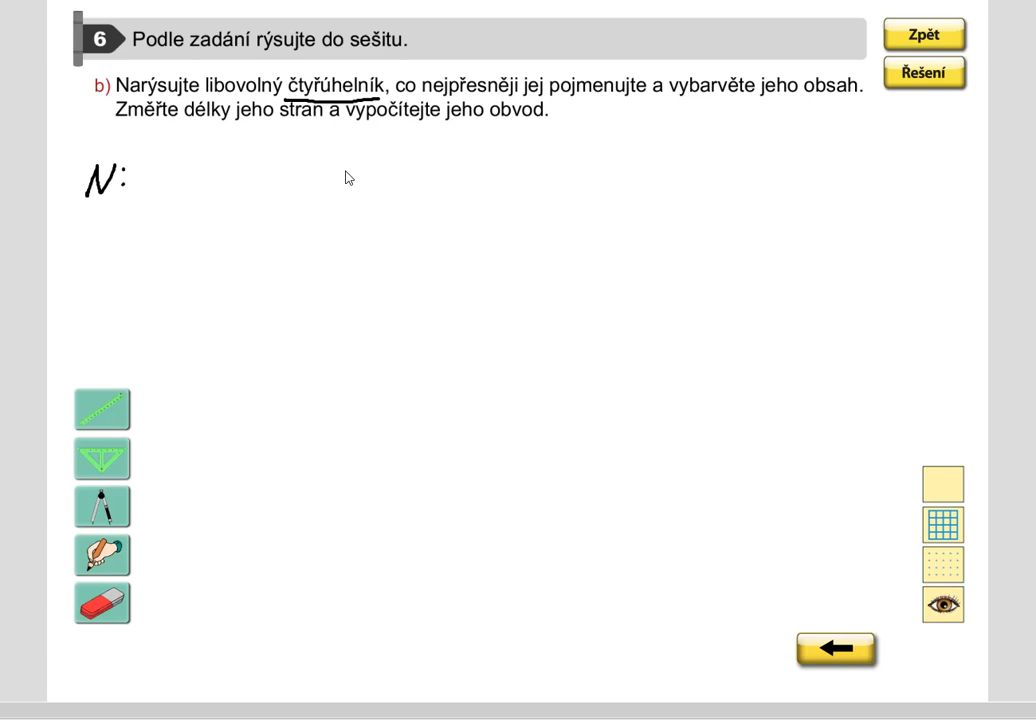 6 Podle zadání rýsujte do sešitu.
Zpět
Řešení
b) Narýsujte libovolný čtyřúhelník, co nejpřesněji jej pojmenujte a vybarvěte jeho obsah.
Změřte délky jeho stran a vypočítejte jeho obvod.
N: